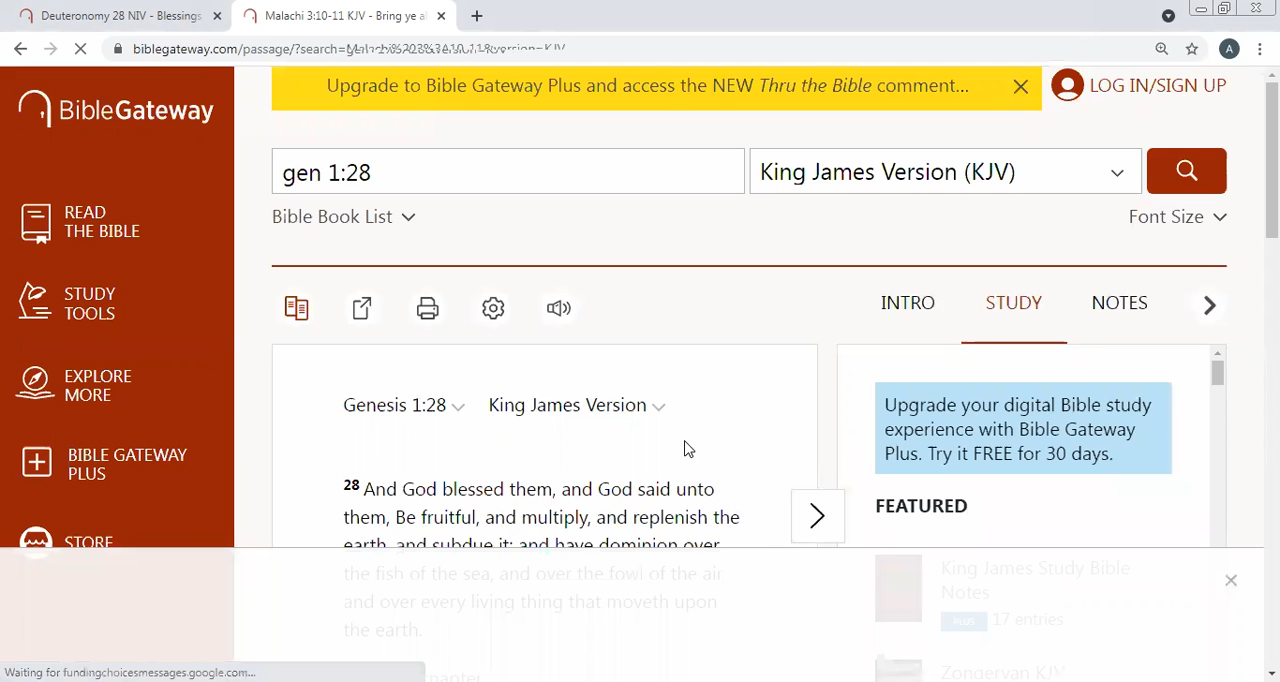 Deuteronomy 28 NIV - Blessings
Malachi 3:10-11 KJV - Bring ye al
biblegateway.com/passage/?search=
A
BibleGateway
READ
THE BIBLE
STUDY
TOOLS
EXPLORE
MORE
BIBLE GATEWAY
PLUS
STORE
Upgrade to Bible Gateway Plus and access the NEW Thru the Bible comment...
LOG IN/SIGN UP
gen 1:28
King James Version (KJV)
Bible Book List
Font Size
INTRO
STUDY
NOTES
Genesis 1:28
King James Version
28 And God blessed them, and God said unto
them, Be fruitful, and multiply, and replenish the
earth, and subdue it: and have dominion over
the fish of the sea, and over the fowl of the air
and over every living thing that moveth upon
the earth.
Upgrade your digital Bible study
experience with Bible Gateway
Plus. Try it FREE for 30 days.
FEATURED
King James Study Bible
Notes
PLUS 17 entries
Zondervan KJV
Waiting for fundingchoicesmessages.google.com...